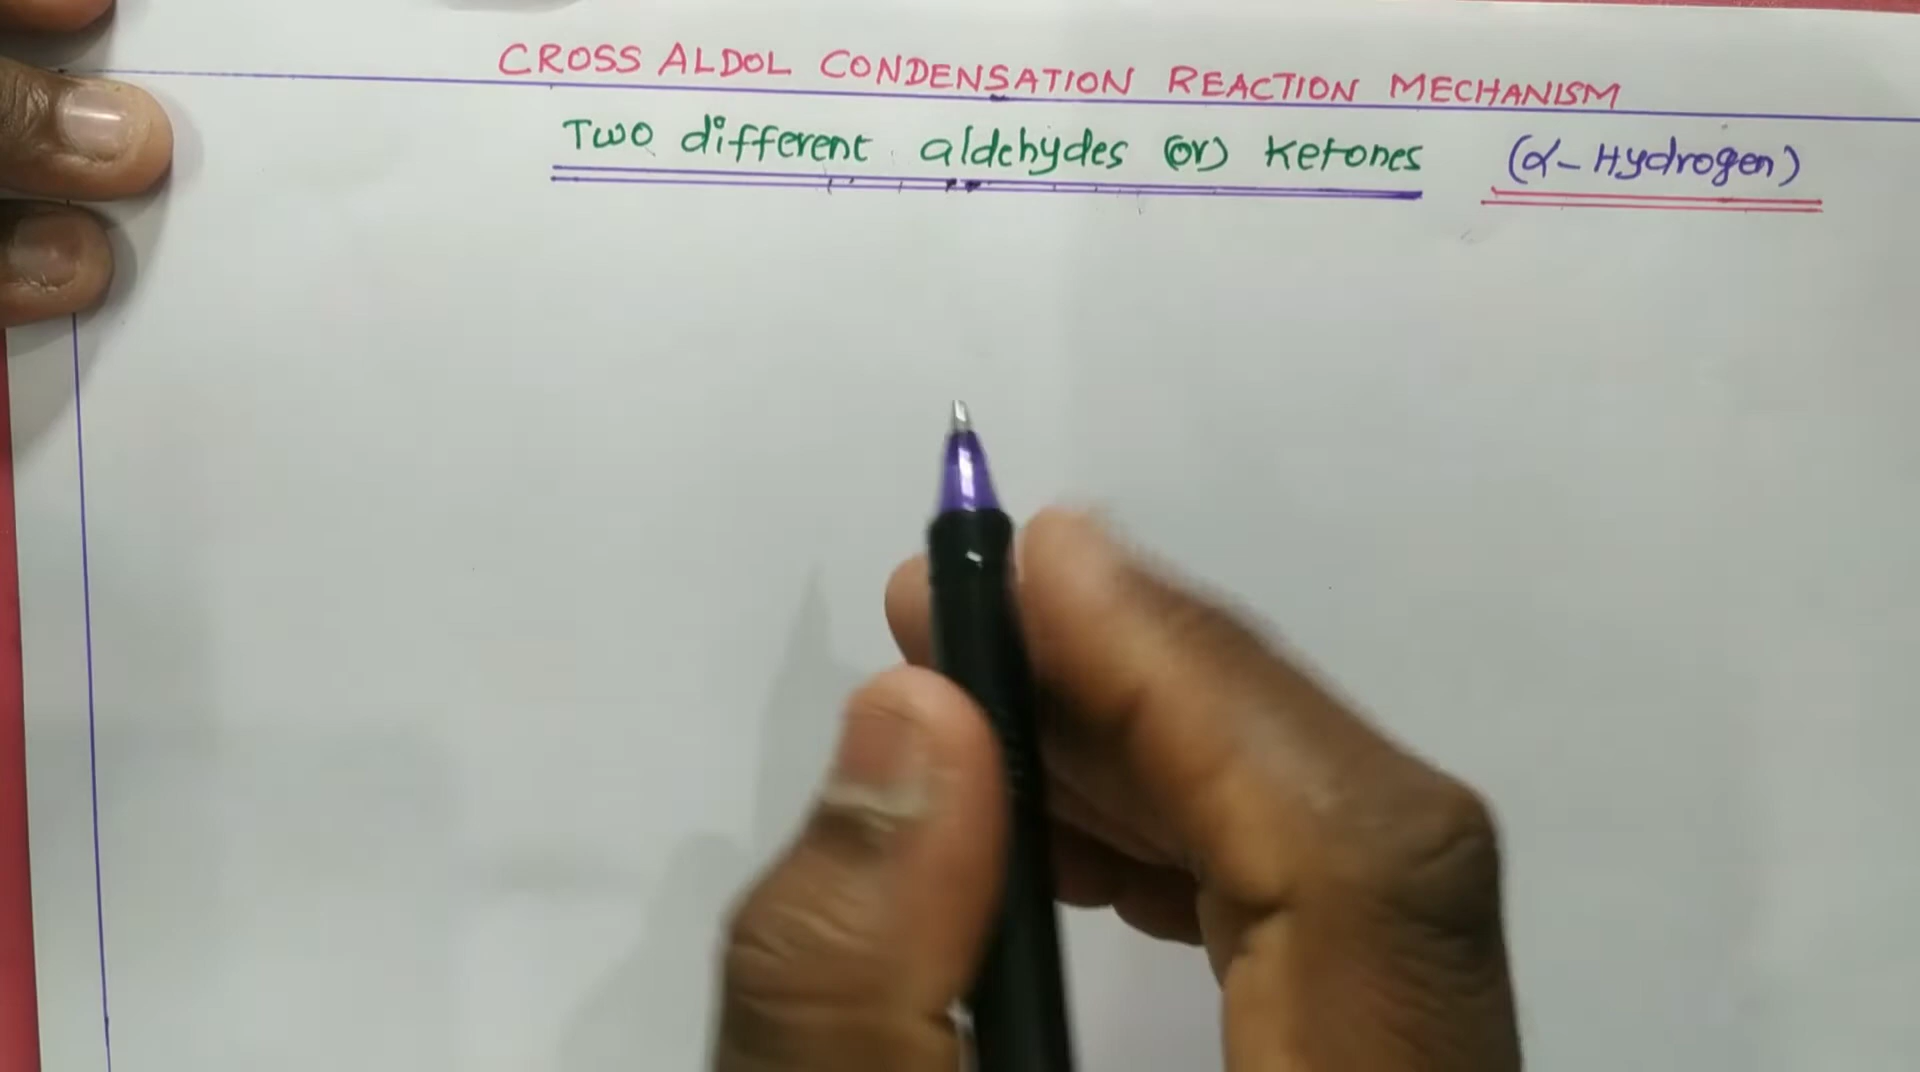 CROSS ALDOL CONDENSATION REACTION MECHANISM
Two different aldehydes (or) Ketones (α-Hydrogen)